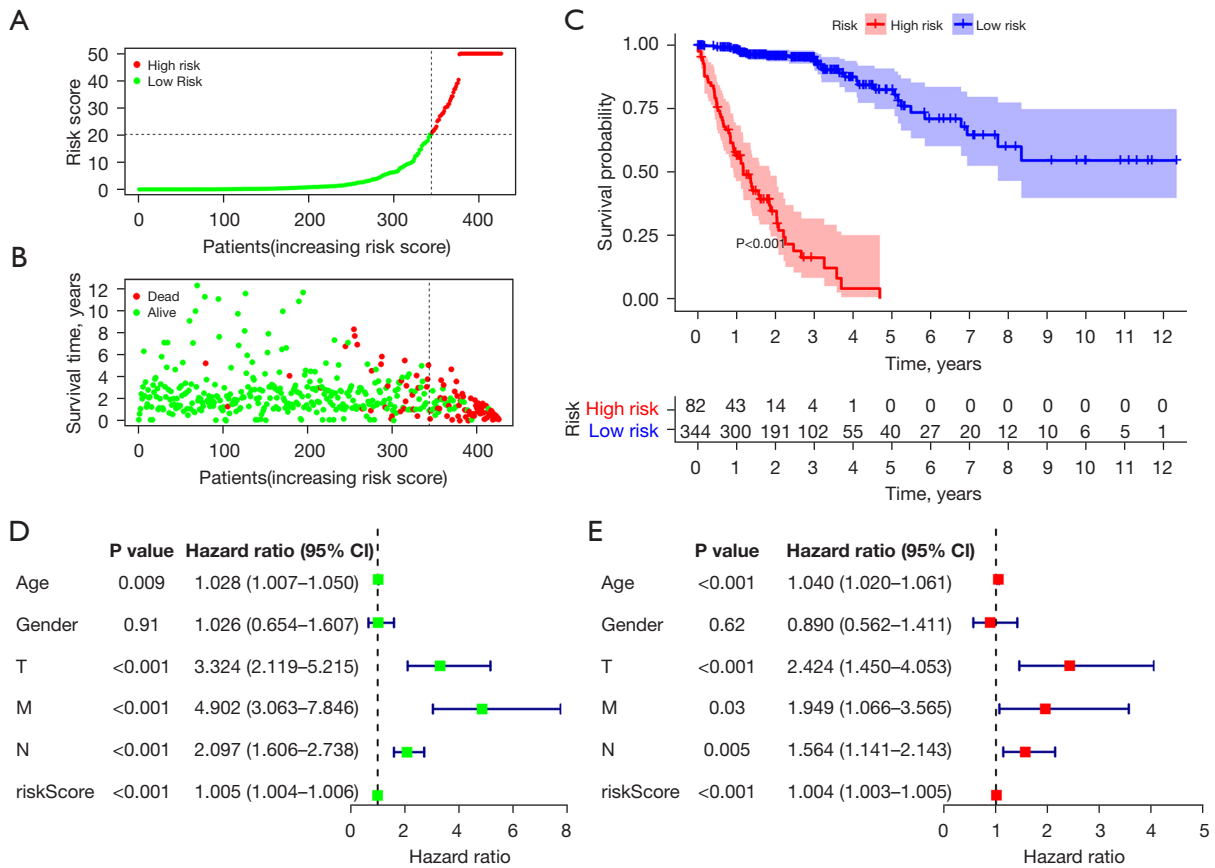 A
50
40
30
20
10
0
Risk score
High risk
Low Risk
0 100 200 300 400
Patients(increasing risk score)
B
12
10
8
6
4
2
0
Survival time, years
Dead
Alive
0 100 200 300 400
Patients(increasing risk score)
C
Risk High risk Low risk
1.00
0.75
0.50
0.25
0.00
Survival probability
P<0.001
0 1 2 3 4 5 6 7 8 9 10 11 12
Time, years
Risk
High risk 82 43 14 4 1 0 0 0 0 0 0 0 0
Low risk 344 300 191 102 55 40 27 20 12 10 6 5 1
0 1 2 3 4 5 6 7 8 9 10 11 12
Time, years
D
P value Hazard ratio (95% CI)
Age 0.009 1.028 (1.007–1.050)
Gender 0.91 1.026 (0.654–1.607)
T <0.001 3.324 (2.119–5.215)
M <0.001 4.902 (3.063–7.846)
N <0.001 2.097 (1.606–2.738)
riskScore <0.001 1.005 (1.004–1.006)
0 2 4 6 8
Hazard ratio
E
P value Hazard ratio (95% CI)
Age <0.001 1.040 (1.020–1.061)
Gender 0.62 0.890 (0.562–1.411)
T <0.001 2.424 (1.450–4.053)
M 0.03 1.949 (1.066–3.565)
N 0.005 1.564 (1.141–2.143)
riskScore <0.001 1.004 (1.003–1.005)
0 1 2 3 4 5
Hazard ratio